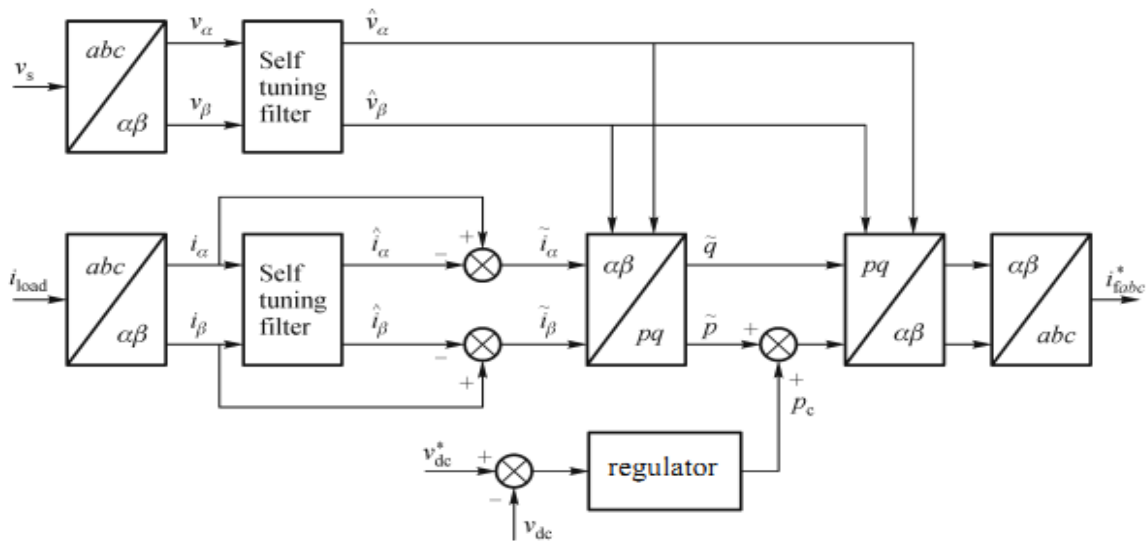 v_s
abc
αβ
v_α
v_β
Self
tuning
filter
v̂_α
v̂_β
i_load
abc
αβ
i_α
i_β
Self
tuning
filter
î_α
î_β
+
−
−
+
ĩ_α
ĩ_β
αβ
pq
q̃
p̃
+
+
p_c
pq
αβ
αβ
abc
i*_fabc
v*_dc
+
−
v_dc
regulator